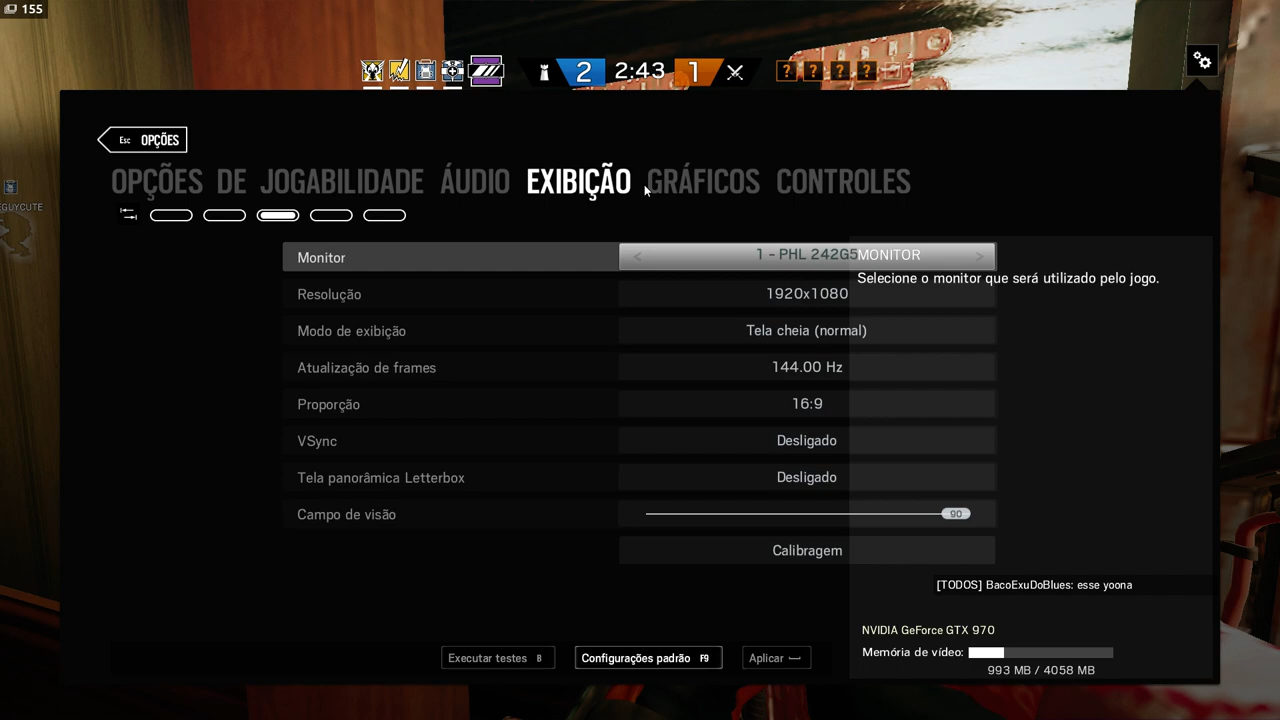 155
2 2:43 1
? ? ? ?
Esc OPÇÕES
OPÇÕES DE JOGABILIDADE ÁUDIO EXIBIÇÃO GRÁFICOS CONTROLES
EGUYCUTE
Monitor < 1 - PHL 242G5 >
MONITOR
Selecione o monitor que será utilizado pelo jogo.
Resolução 1920x1080
Modo de exibição Tela cheia (normal)
Atualização de frames 144.00 Hz
Proporção 16:9
VSync Desligado
Tela panorâmica Letterbox Desligado
Campo de visão 90
Calibragem
[TODOS] BacoExuDoBlues: esse yoona
NVIDIA GeForce GTX 970
Memória de vídeo:
993 MB / 4058 MB
Executar testes B Configurações padrão F9 Aplicar